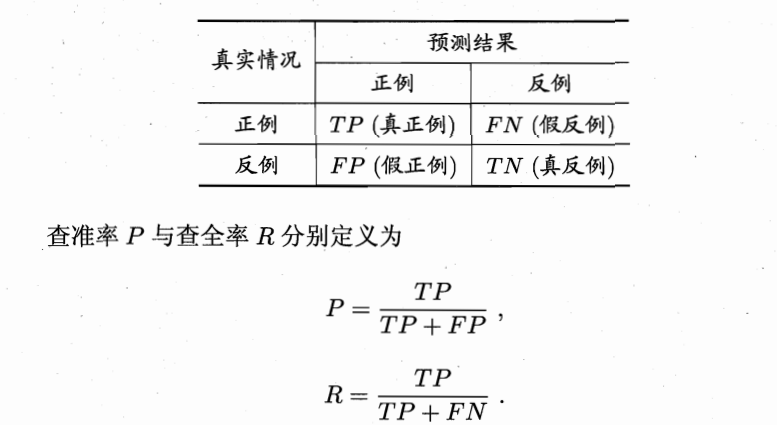 真实情况 预测结果
正例 反例
正例 TP (真正例) FN (假反例)
反例 FP (假正例) TN (真反例)
查准率 P 与查全率 R 分别定义为
P = TP / (TP + FP) ,
R = TP / (TP + FN) .